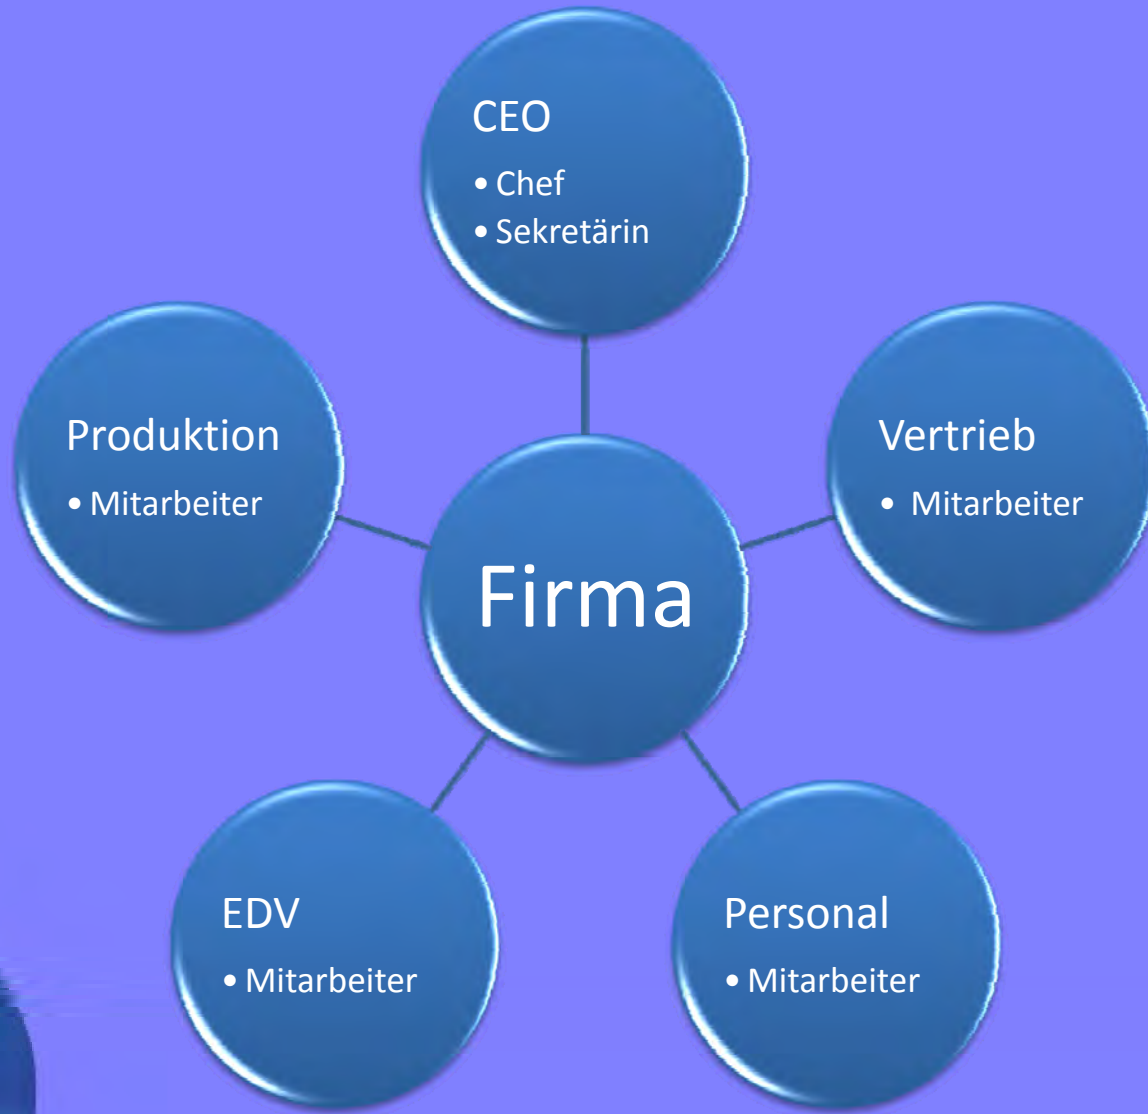 CEO
• Chef
• Sekretärin
Produktion
• Mitarbeiter
Vertrieb
• Mitarbeiter
Firma
EDV
• Mitarbeiter
Personal
• Mitarbeiter